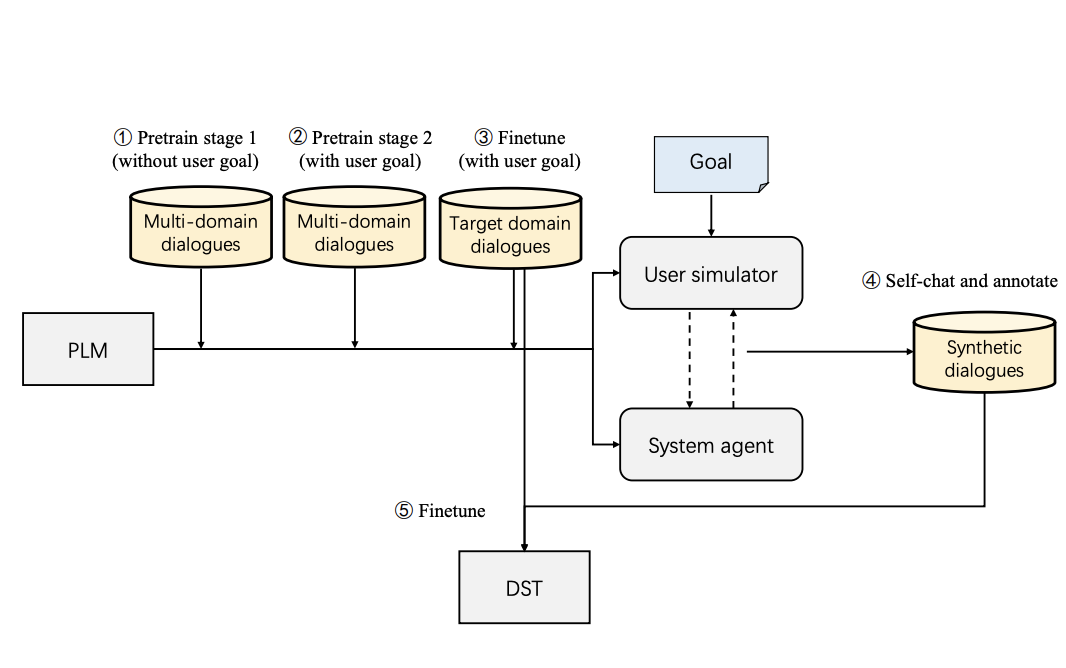 ① Pretrain stage 1
(without user goal)
② Pretrain stage 2
(with user goal)
③ Finetune
(with user goal)
Multi-domain
dialogues
Multi-domain
dialogues
Target domain
dialogues
Goal
User simulator
④ Self-chat and annotate
PLM
Synthetic
dialogues
System agent
⑤ Finetune
DST